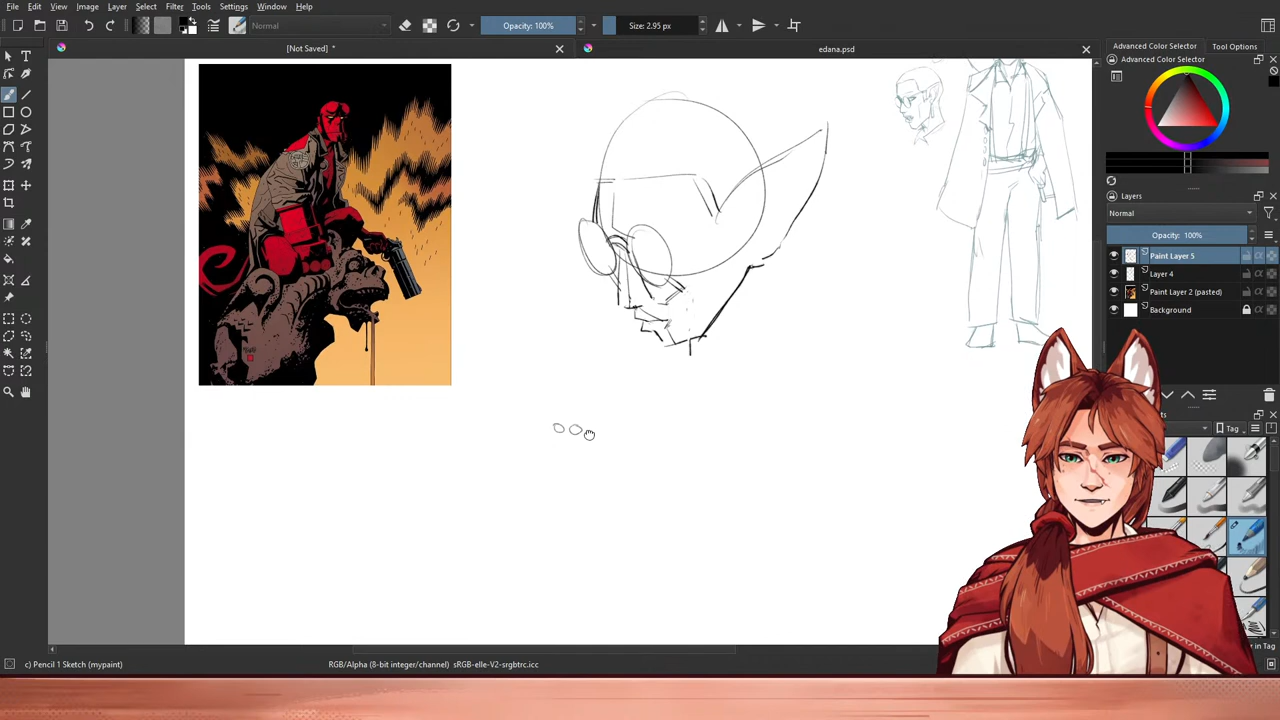 File Edit View Image Layer Select Filter Tools Settings Window Help
Normal
Opacity: 100%
Size: 2.95 px
[Not Saved] *
edana.psd
Advanced Color Selector
Tool Options
Advanced Color Selector
Layers
Normal
Opacity: 100%
Paint Layer 5
Layer 4
Paint Layer 2 (pasted)
Background
ts
Tag
in Tag
c) Pencil 1 Sketch (mypaint)
RGB/Alpha (8-bit integer/channel) sRGB-elle-V2-srgbtrc.icc